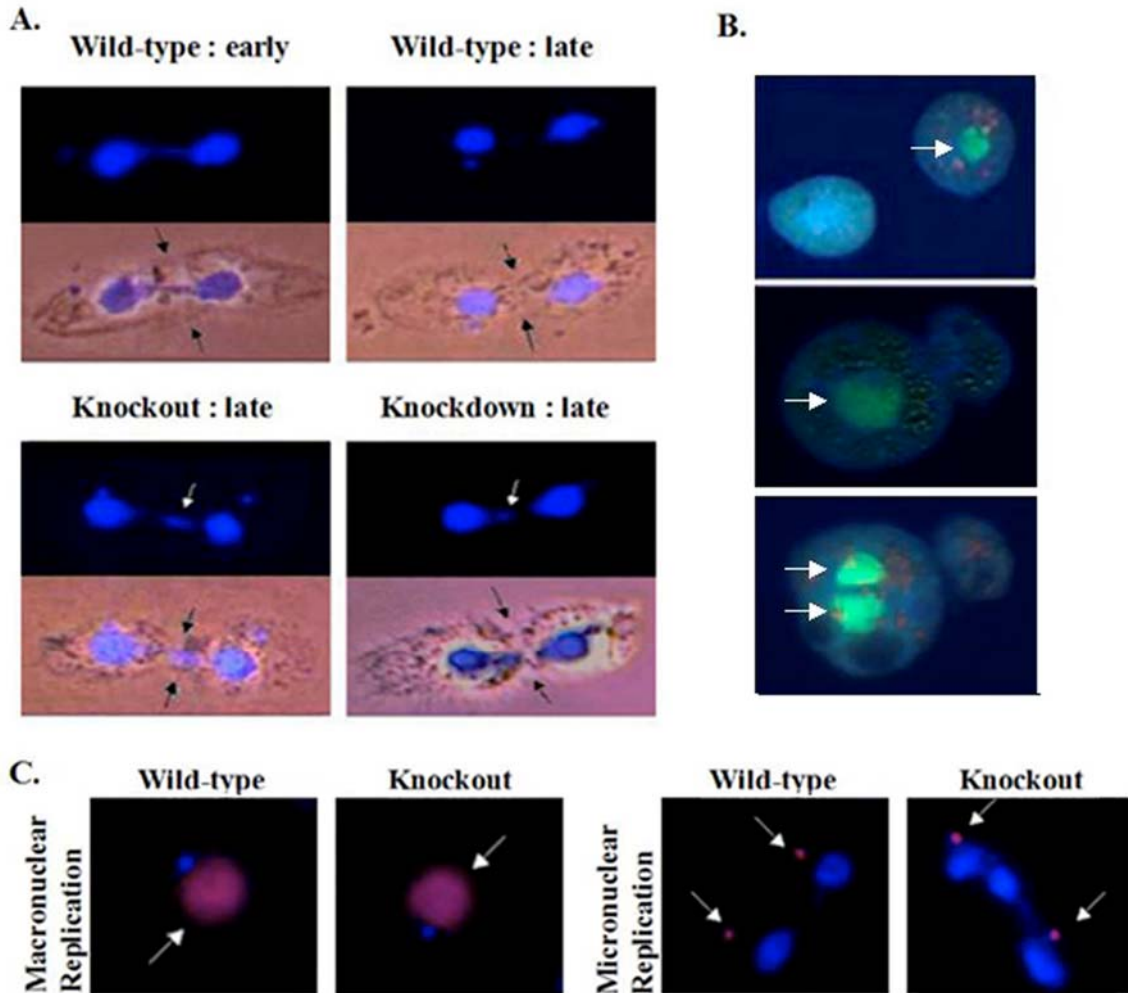 A.
Wild-type : early
Wild-type : late
Knockout : late
Knockdown : late
B.
C.
Wild-type
Knockout
Wild-type
Knockout
Macronuclear
Replication
Micronuclear
Replication